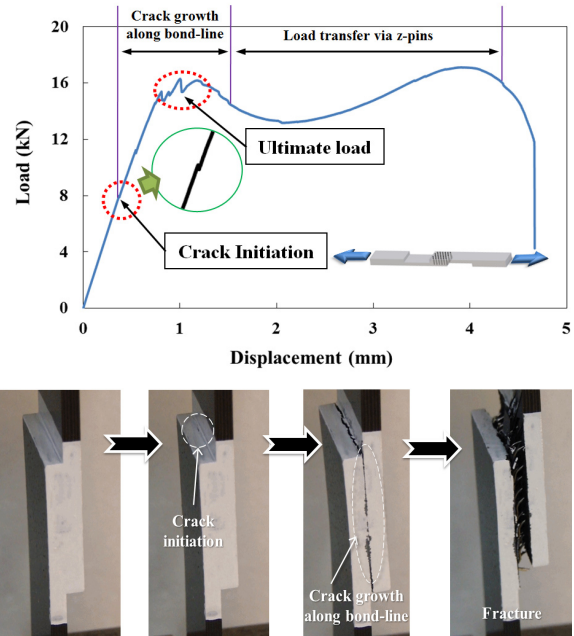 Crack growth
along bond-line
Load transfer via z-pins
20
16
12
8
4
0
Load (kN)
Ultimate load
Crack Initiation
0
1
2
3
4
5
Displacement (mm)
Crack
initiation
Crack growth
along bond-line
Fracture